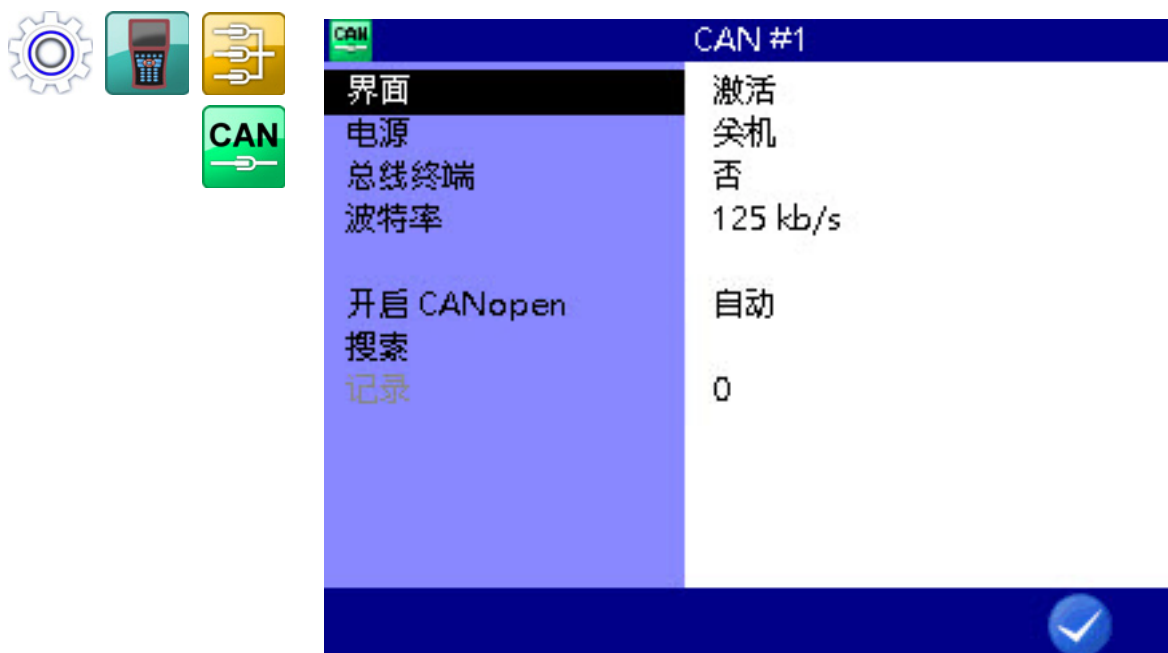 CAN
CAN #1
界面 激活
电源 关机
总线终端 否
波特率 125 kb/s
开启 CANopen 自动
搜索
记录 0
CAN